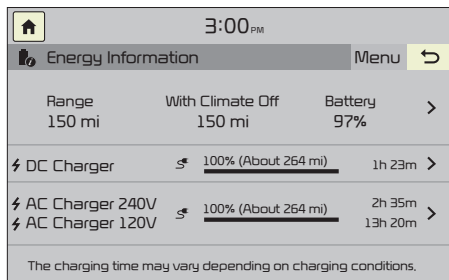 3:00 PM
Energy Information Menu
Range With Climate Off Battery
150 mi 150 mi 97%
DC Charger 100% (About 264 mi) 1h 23m
AC Charger 240V 2h 35m
100% (About 264 mi)
AC Charger 120V 13h 20m
The charging time may vary depending on charging conditions.